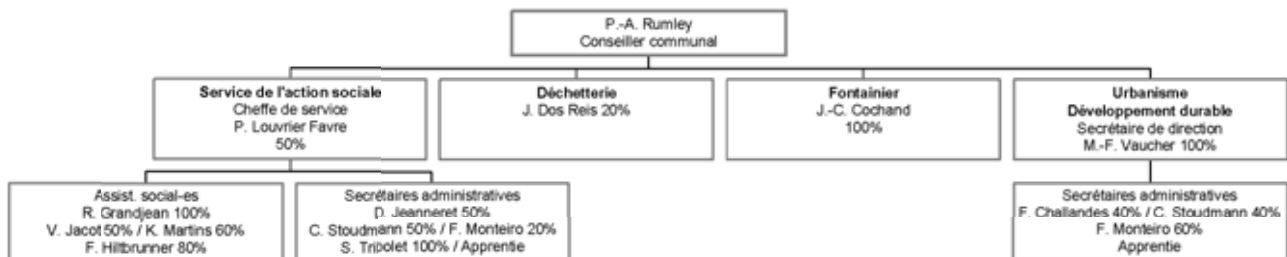 P.-A. Rumley
Conseiller communal
Service de l'action sociale
Cheffe de service
P. Louvrier Favre
50%
Déchetterie
J. Dos Reis 20%
Fontainier
J.-C. Cochand
100%
Urbanisme
Développement durable
Secrétaire de direction
M.-F. Vaucher 100%
Assist. social-es
R. Grandjean 100%
V. Jacot 50% / K. Martins 60%
F. Hiltbrunner 80%
Secrétaires administratives
D. Jeanneret 50%
C. Stoudmann 50% / F. Monteiro 20%
S. Tripolet 100% / Apprentie
Secrétaires administratives
F. Challandes 40% / C. Stoudmann 40%
F. Monteiro 60%
Apprentie